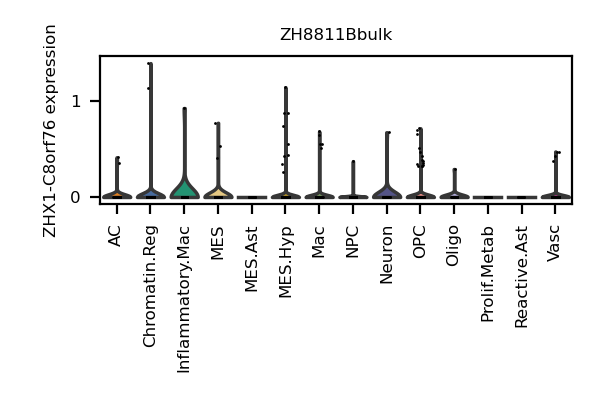 ZH8811Bbulk
ZHX1-C8orf76 expression
1
0
AC
Chromatin.Reg
Inflammatory.Mac
MES
MES.Ast
MES.Hyp
Mac
NPC
Neuron
OPC
Oligo
Prolif.Metab
Reactive.Ast
Vasc